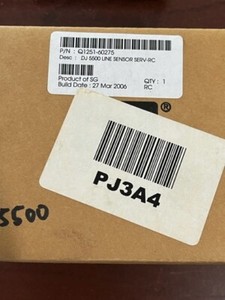 P/N : Q1251-60275
Desc : DJ 5500 LINE SENSOR SERV-RC
Product of SG QTY : 1
Build Date : 27 Mar 2006 RC
PJ3A4
5500